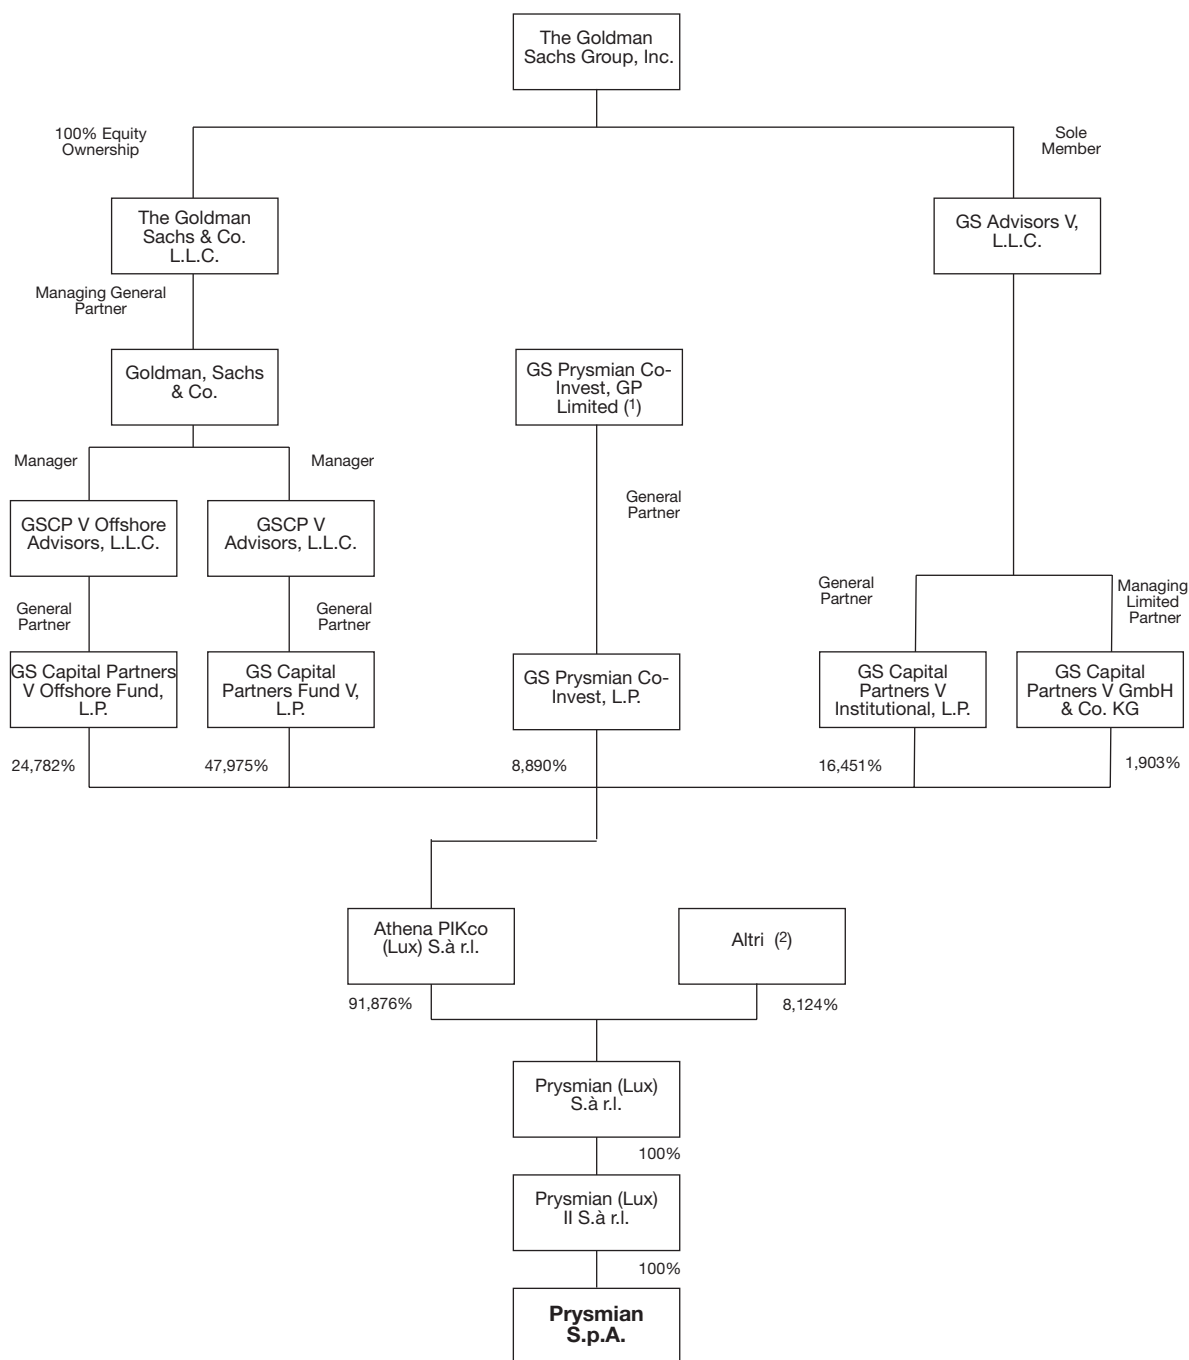 The Goldman
Sachs Group, Inc.
100% Equity
Ownership
Sole
Member
The Goldman
Sachs & Co.
L.L.C.
GS Advisors V,
L.L.C.
Managing General
Partner
Goldman, Sachs
& Co.
GS Prysmian Co-
Invest, GP
Limited (1)
Manager
Manager
General
Partner
GSCP V Offshore
Advisors, L.L.C.
GSCP V
Advisors, L.L.C.
General
Partner
General
Partner
General
Partner
Managing
Limited
Partner
GS Capital Partners
V Offshore Fund,
L.P.
GS Capital
Partners Fund V,
L.P.
GS Prysmian Co-
Invest, L.P.
GS Capital
Partners V
Institutional, L.P.
GS Capital
Partners V GmbH
& Co. KG
24,782%
47,975%
8,890%
16,451%
1,903%
Athena PIKco
(Lux) S.à r.l.
Altri (2)
91,876%
8,124%
Prysmian (Lux)
S.à r.l.
100%
Prysmian (Lux)
II S.à r.l.
100%
Prysmian
S.p.A.